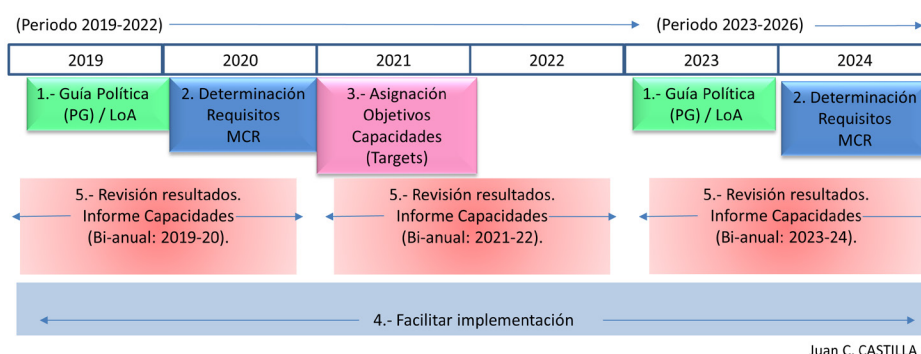 (Periodo 2019-2022)
(Periodo 2023-2026)
2019
2020
2021
2022
2023
2024
1.- Guía Política
(PG) / LoA
2. Determinación
Requisitos
MCR
3.- Asignación
Objetivos
Capacidades
(Targets)
1.- Guía Política
(PG) / LoA
2. Determinación
Requisitos
MCR
5.- Revisión resultados.
Informe Capacidades
(Bi-anual: 2019-20).
5.- Revisión resultados.
Informe Capacidades
(Bi-anual: 2021-22).
5.- Revisión resultados.
Informe Capacidades
(Bi-anual: 2023-24).
4.- Facilitar implementación
Juan C. CASTILLA